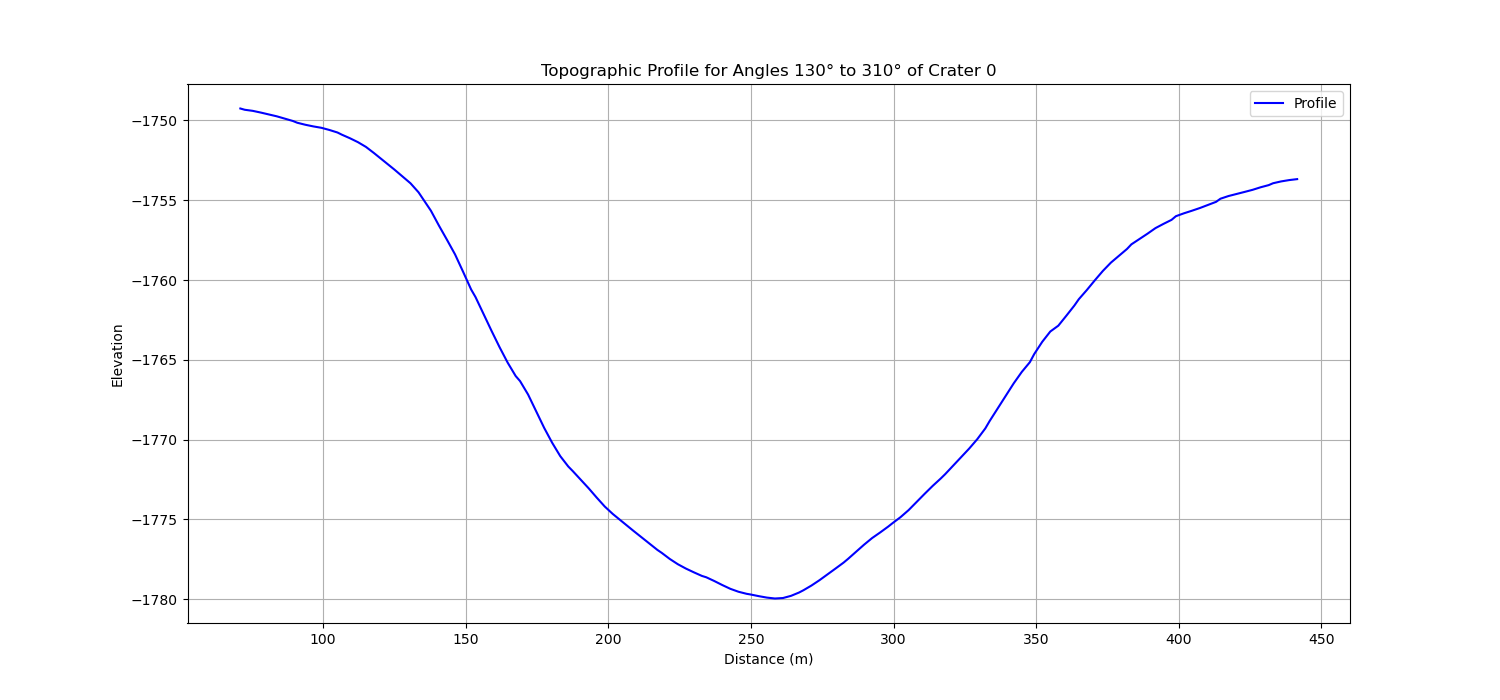 Topographic Profile for Angles 130° to 310° of Crater 0
Profile
−1750
−1755
−1760
−1765
−1770
−1775
−1780
Elevation
100 150 200 250 300 350 400 450
Distance (m)